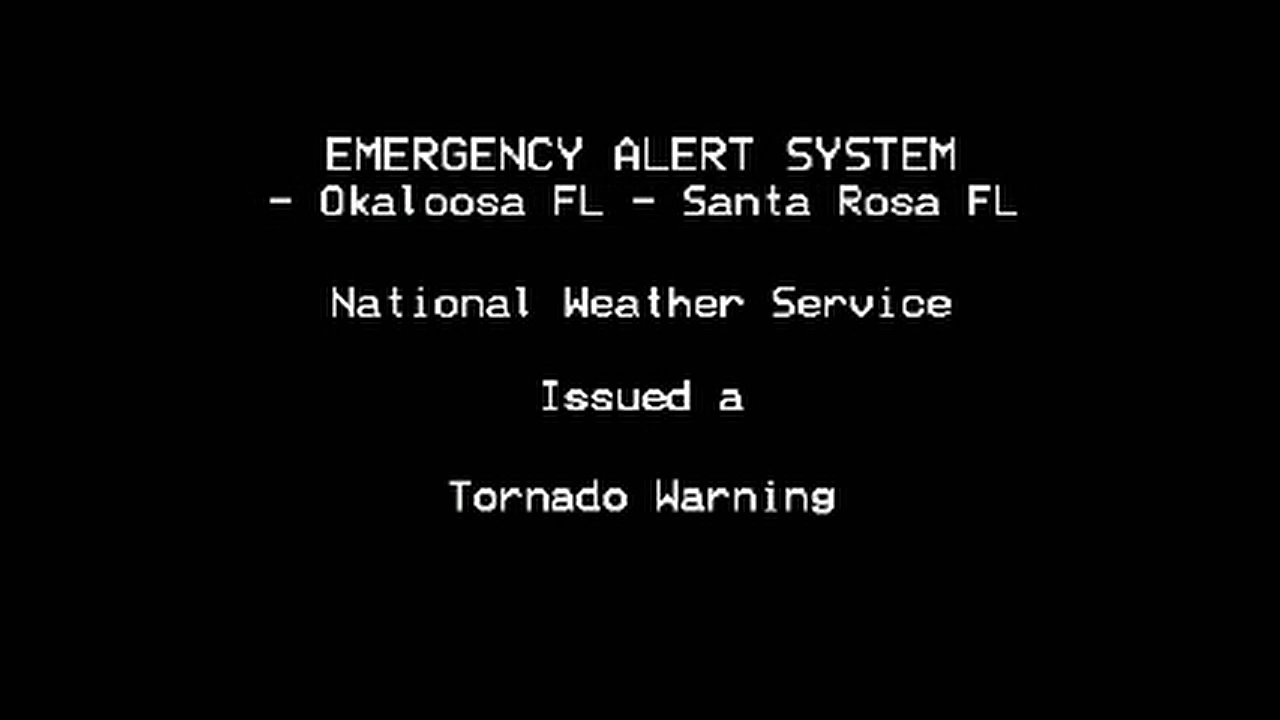 EMERGENCY ALERT SYSTEM
- Okaloosa FL - Santa Rosa FL
National Weather Service
Issued a
Tornado Warning